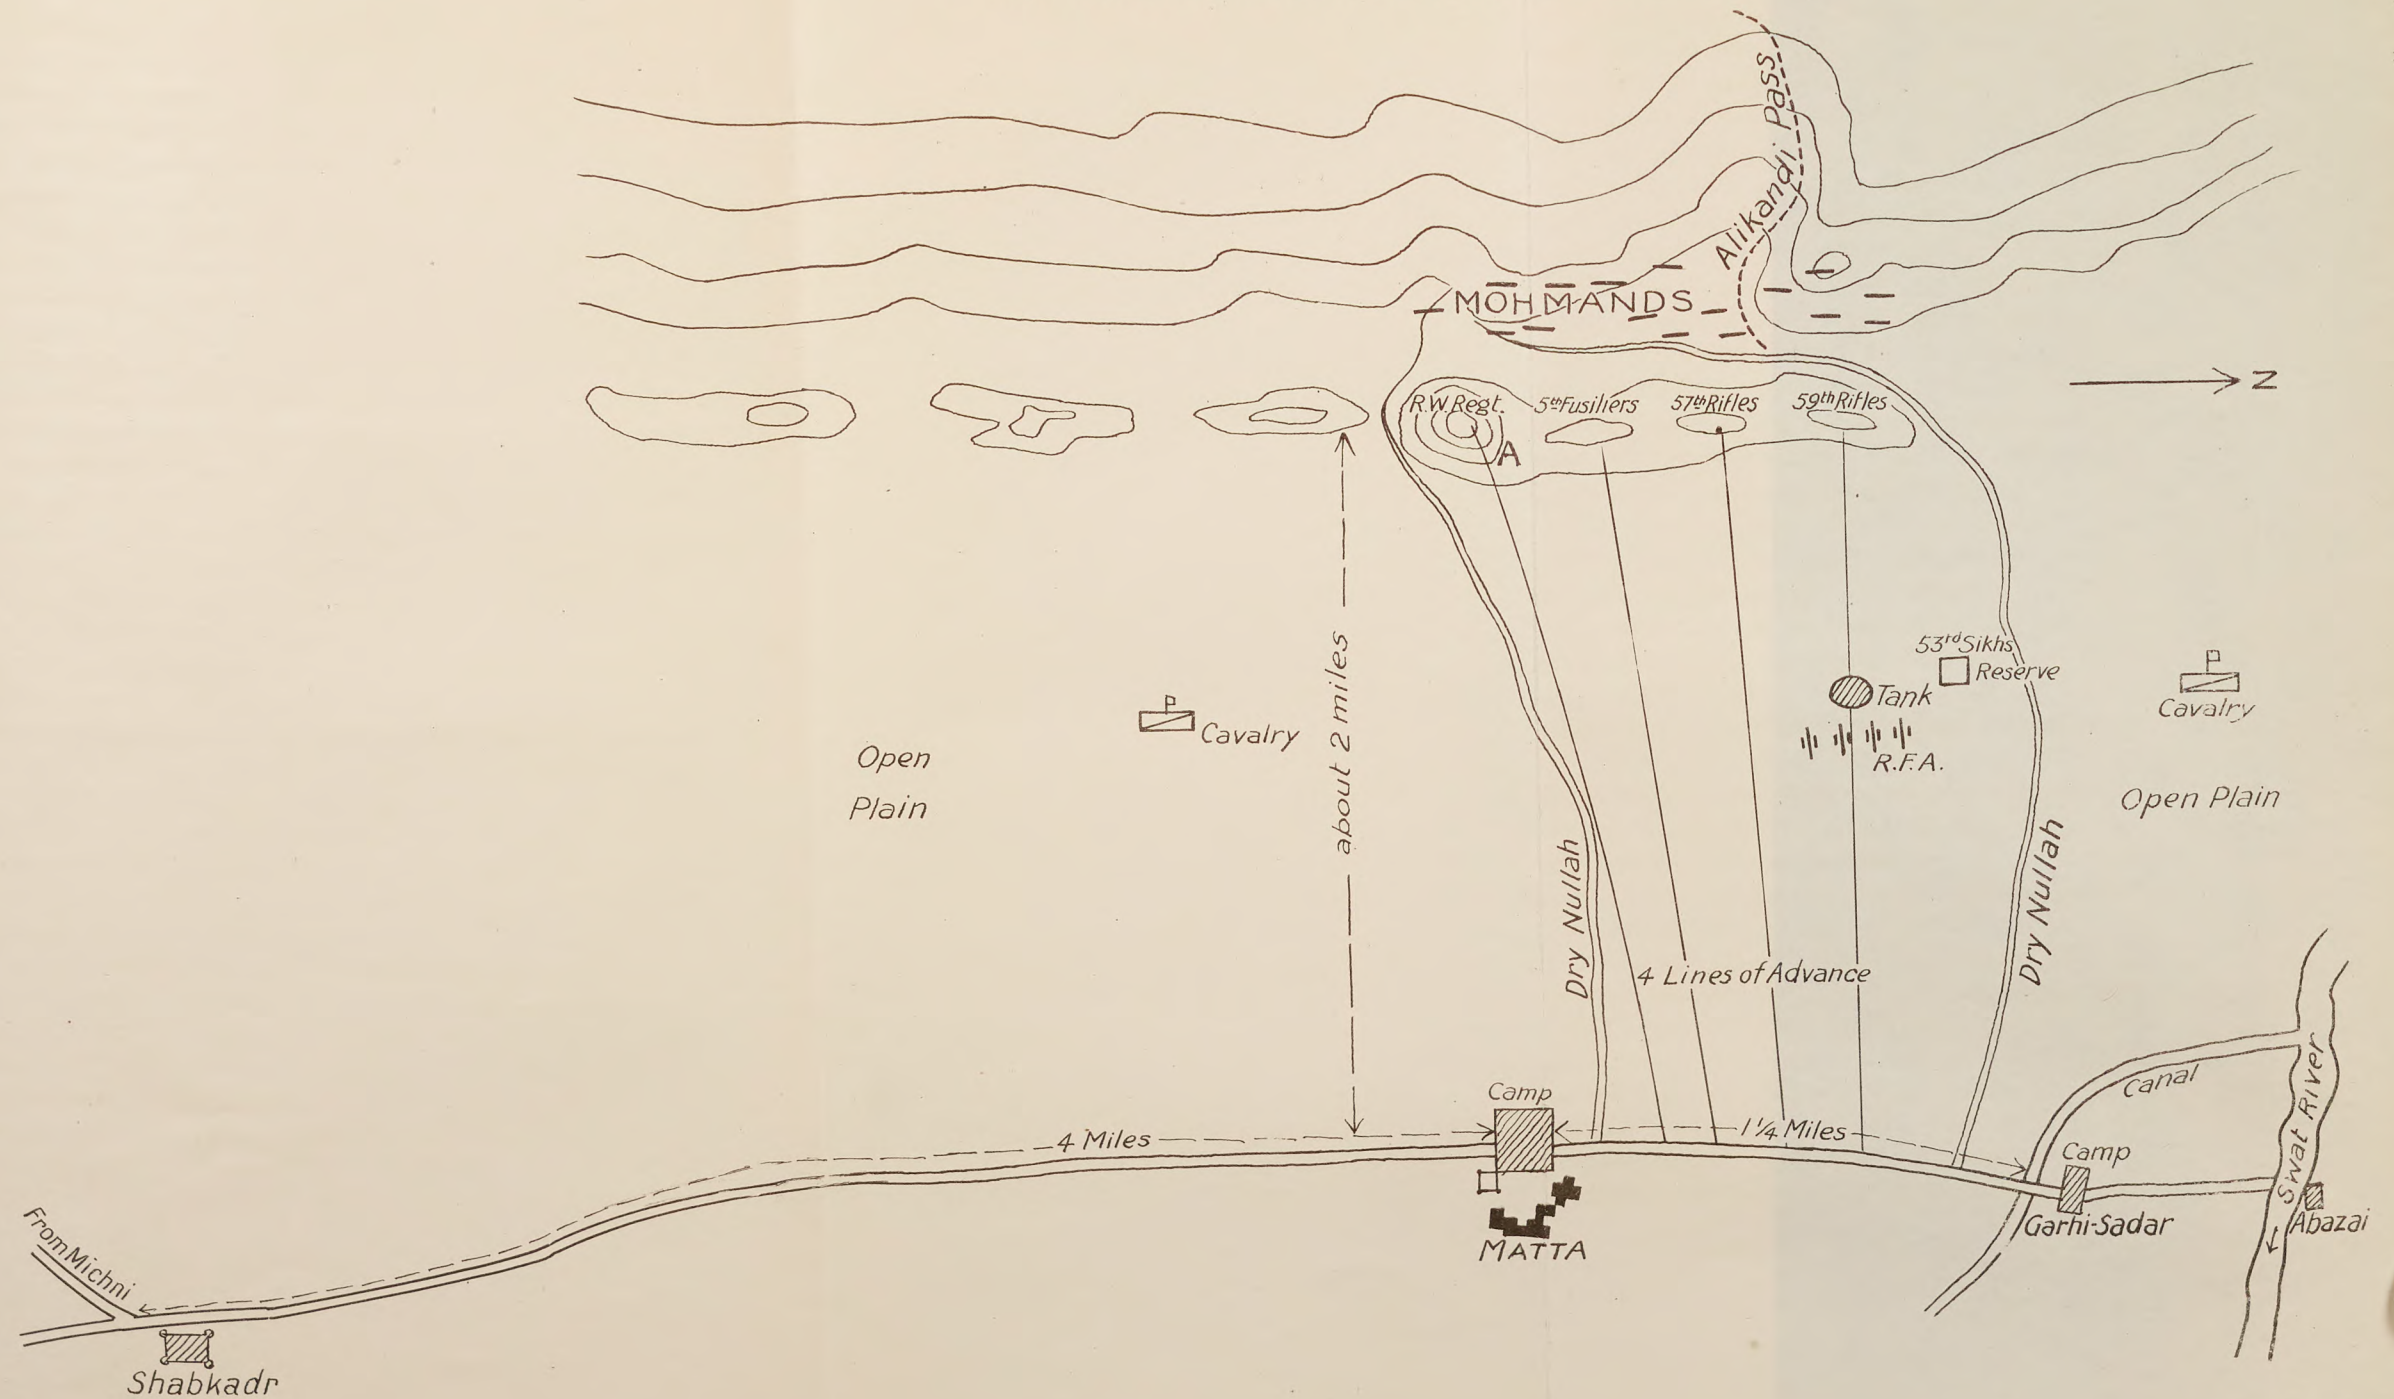 Alikandi Pass
MOHMANDS
N
R.W. Regt.
5th Fusiliers
57th Rifles
59th Rifles
A
53rd Sikhs
Reserve
Tank
R.F.A.
Cavalry
Open Plain
Cavalry
Open
Plain
about 2 miles
Dry Nullah
4 Lines of Advance
Dry Nullah
Canal
Swat River
Camp
4 Miles
1 1/4 Miles
Camp
Garhi-Sadar
Abazai
MATTA
From Michni
Shabkadr